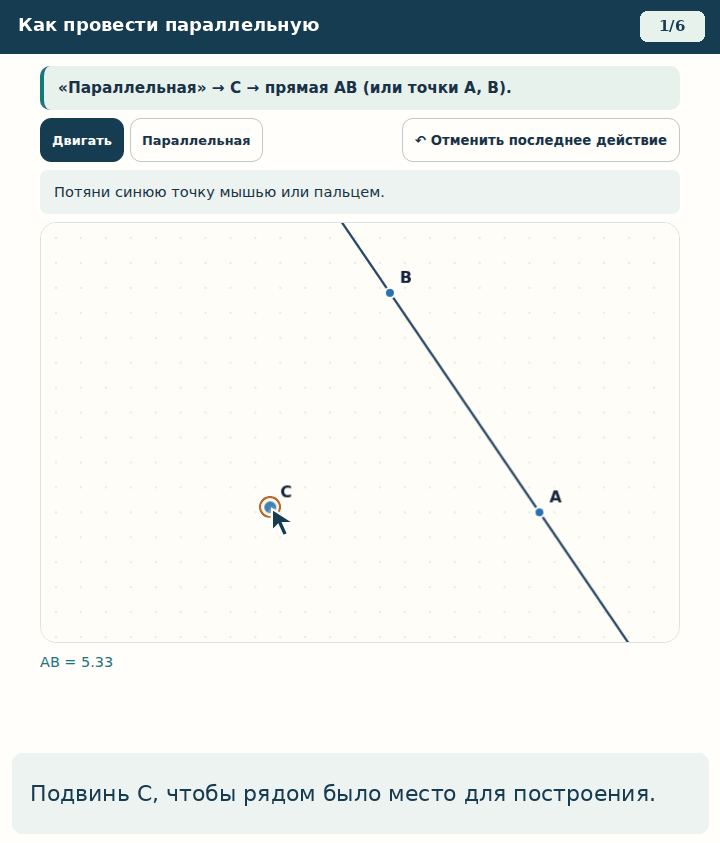 Как провести параллельную
1/6
«Параллельная» → C → прямая AB (или точки A, B).
Двигать
Параллельная
↶ Отменить последнее действие
Потяни синюю точку мышью или пальцем.
B
C
A
AB = 5.33
Подвинь C, чтобы рядом было место для построения.